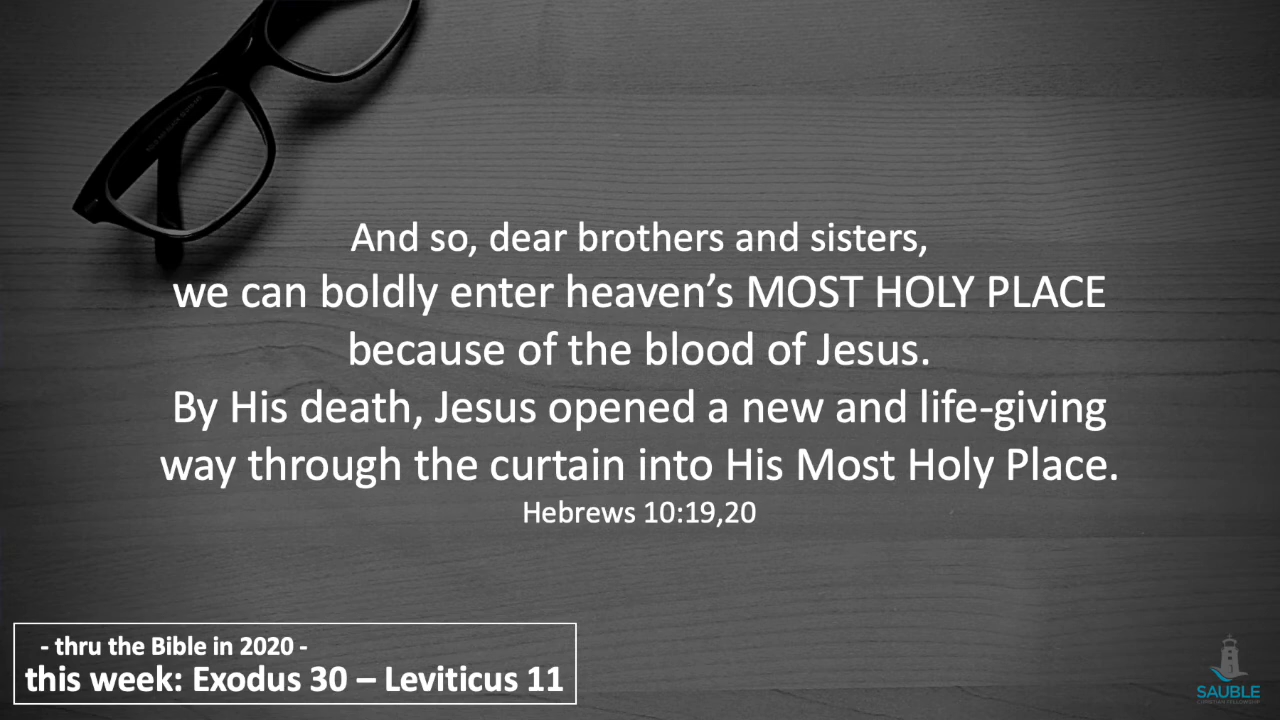 And so, dear brothers and sisters,
we can boldly enter heaven’s MOST HOLY PLACE
because of the blood of Jesus.
By His death, Jesus opened a new and life-giving
way through the curtain into His Most Holy Place.
Hebrews 10:19,20
- thru the Bible in 2020 -
this week: Exodus 30 – Leviticus 11
SAUBLE
CHRISTIAN FELLOWSHIP